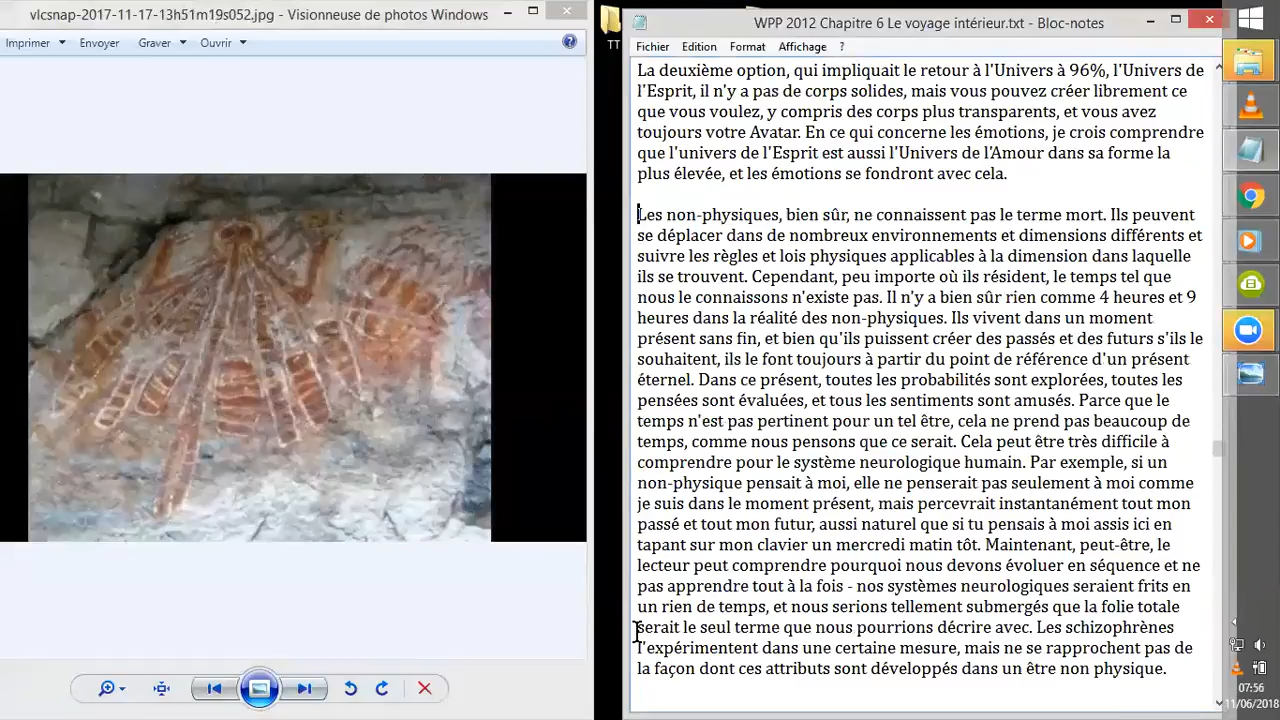 vlcsnap-2017-11-17-13h51m19s052.jpg - Visionneuse de photos Windows
Imprimer Envoyer Graver Ouvrir
TT
WPP 2012 Chapitre 6 Le voyage intérieur.txt - Bloc-notes
Fichier Edition Format Affichage ?
La deuxième option, qui impliquait le retour à l'Univers à 96%, l'Univers de
l'Esprit, il n'y a pas de corps solides, mais vous pouvez créer librement ce
que vous voulez, y compris des corps plus transparents, et vous avez
toujours votre Avatar. En ce qui concerne les émotions, je crois comprendre
que l'univers de l'Esprit est aussi l'Univers de l'Amour dans sa forme la
plus élevée, et les émotions se fondront avec cela.
Les non-physiques, bien sûr, ne connaissent pas le terme mort. Ils peuvent
se déplacer dans de nombreux environnements et dimensions différents et
suivre les règles et lois physiques applicables à la dimension dans laquelle
ils se trouvent. Cependant, peu importe où ils résident, le temps tel que
nous le connaissons n'existe pas. Il n'y a bien sûr rien comme 4 heures et 9
heures dans la réalité des non-physiques. Ils vivent dans un moment
présent sans fin, et bien qu'ils puissent créer des passés et des futurs s'ils le
souhaitent, ils le font toujours à partir du point de référence d'un présent
éternel. Dans ce présent, toutes les probabilités sont explorées, toutes les
pensées sont évaluées, et tous les sentiments sont amusés. Parce que le
temps n'est pas pertinent pour un tel être, cela ne prend pas beaucoup de
temps, comme nous pensons que ce serait. Cela peut être très difficile à
comprendre pour le système neurologique humain. Par exemple, si un
non-physique pensait à moi, elle ne penserait pas seulement à moi comme
je suis dans le moment présent, mais percevrait instantanément tout mon
passé et tout mon futur, aussi naturel que si tu pensais à moi assis ici en
tapant sur mon clavier un mercredi matin tôt. Maintenant, peut-être, le
lecteur peut comprendre pourquoi nous devons évoluer en séquence et ne
pas apprendre tout à la fois - nos systèmes neurologiques seraient frits en
un rien de temps, et nous serions tellement submergés que la folie totale
serait le seul terme que nous pourrions décrire avec. Les schizophrènes
l'expérimentent dans une certaine mesure, mais ne se rapprochent pas de
la façon dont ces attributs sont développés dans un être non physique.
07:56
11/06/2018